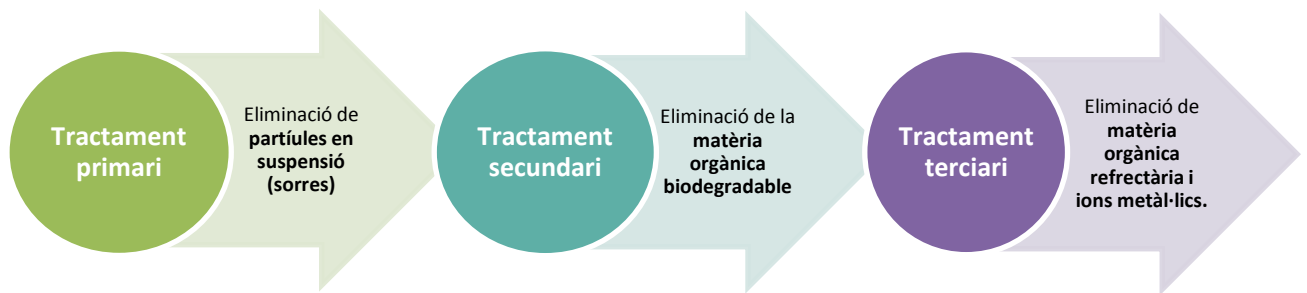 Tractament
primari
Eliminació de
partíules en
suspensió
(sorres)
Tractament
secundari
Eliminació de la
matèria
orgànica
biodegradable
Tractament
terciari
Eliminació de
matèria
orgànica
refrectària i
ions metàl·lics.